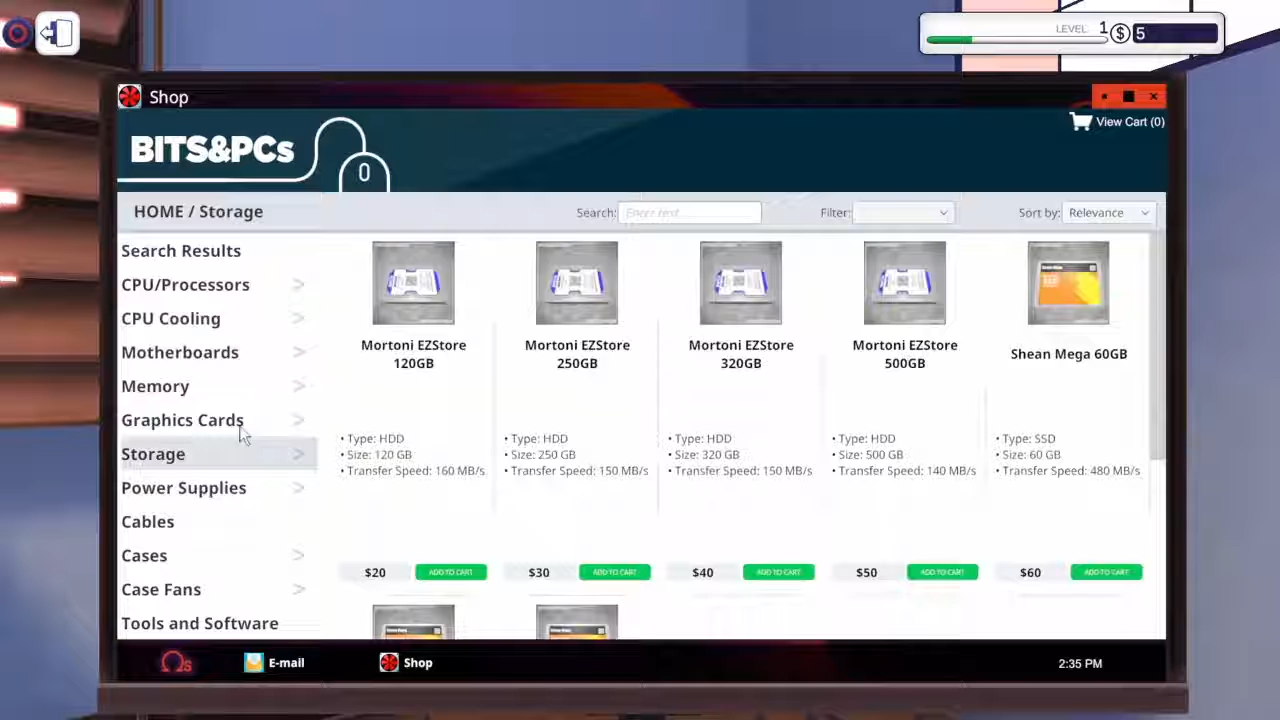 LEVEL: 1 $ 5
Shop
BITS&PCs
View Cart (0)
HOME / Storage
Search: Enter text...
Filter:
Sort by: Relevance
Search Results
CPU/Processors >
CPU Cooling >
Motherboards >
Memory >
Graphics Cards >
Storage >
Power Supplies >
Cables
Cases >
Case Fans >
Tools and Software
Mortoni EZStore
120GB
• Type: HDD
• Size: 120 GB
• Transfer Speed: 160 MB/s
$20 ADD TO CART
Mortoni EZStore
250GB
• Type: HDD
• Size: 250 GB
• Transfer Speed: 150 MB/s
$30 ADD TO CART
Mortoni EZStore
320GB
• Type: HDD
• Size: 320 GB
• Transfer Speed: 150 MB/s
$40 ADD TO CART
Mortoni EZStore
500GB
• Type: HDD
• Size: 500 GB
• Transfer Speed: 140 MB/s
$50 ADD TO CART
Shean Mega 60GB
• Type: SSD
• Size: 60 GB
• Transfer Speed: 480 MB/s
$60 ADD TO CART
E-mail
Shop
2:35 PM